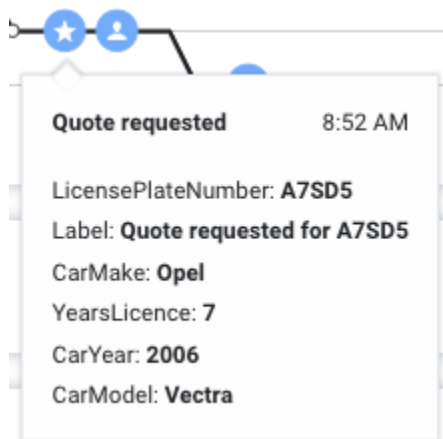 Quote requested 8:52 AM
LicensePlateNumber: A7SD5
Label: Quote requested for A7SD5
CarMake: Opel
YearsLicence: 7
CarYear: 2006
CarModel: Vectra